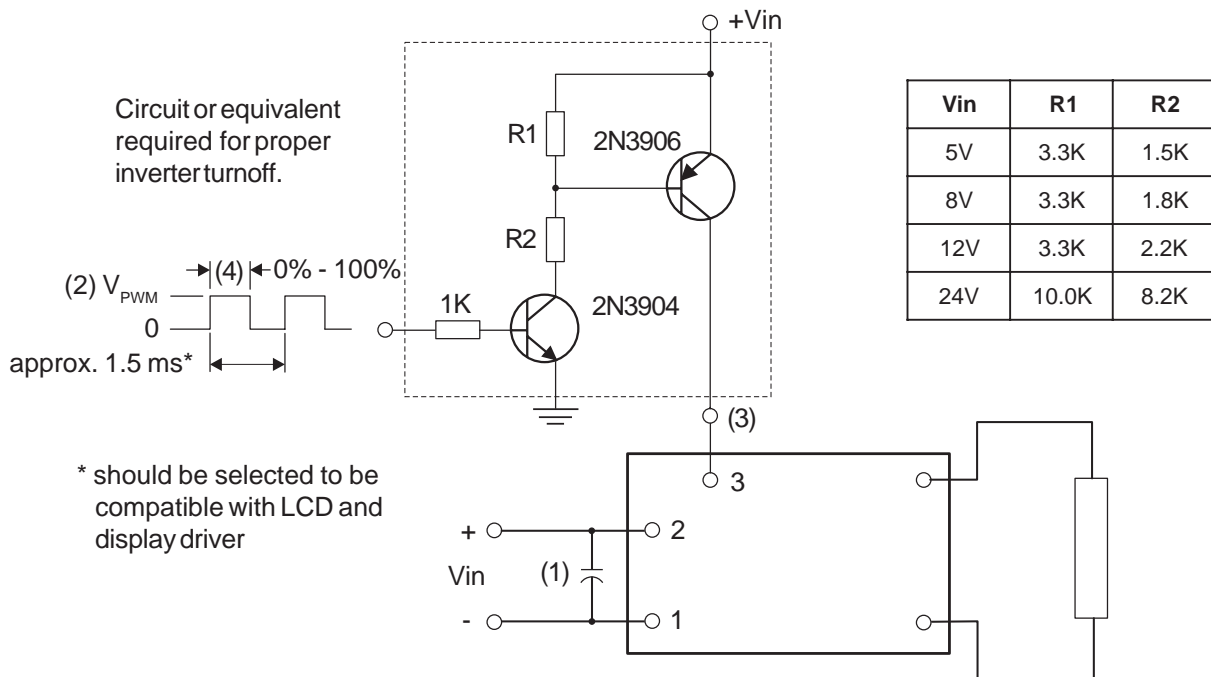 +Vin
Circuit or equivalent
required for proper
inverter turnoff.
R1
2N3906
R2
(4)
0% - 100%
(2) VPWM
0
1K
2N3904
approx. 1.5 ms*
(3)
Vin R1 R2
5V 3.3K 1.5K
8V 3.3K 1.8K
12V 3.3K 2.2K
24V 10.0K 8.2K
* should be selected to be
compatible with LCD and
display driver
3
+
2
Vin
(1)
-
1